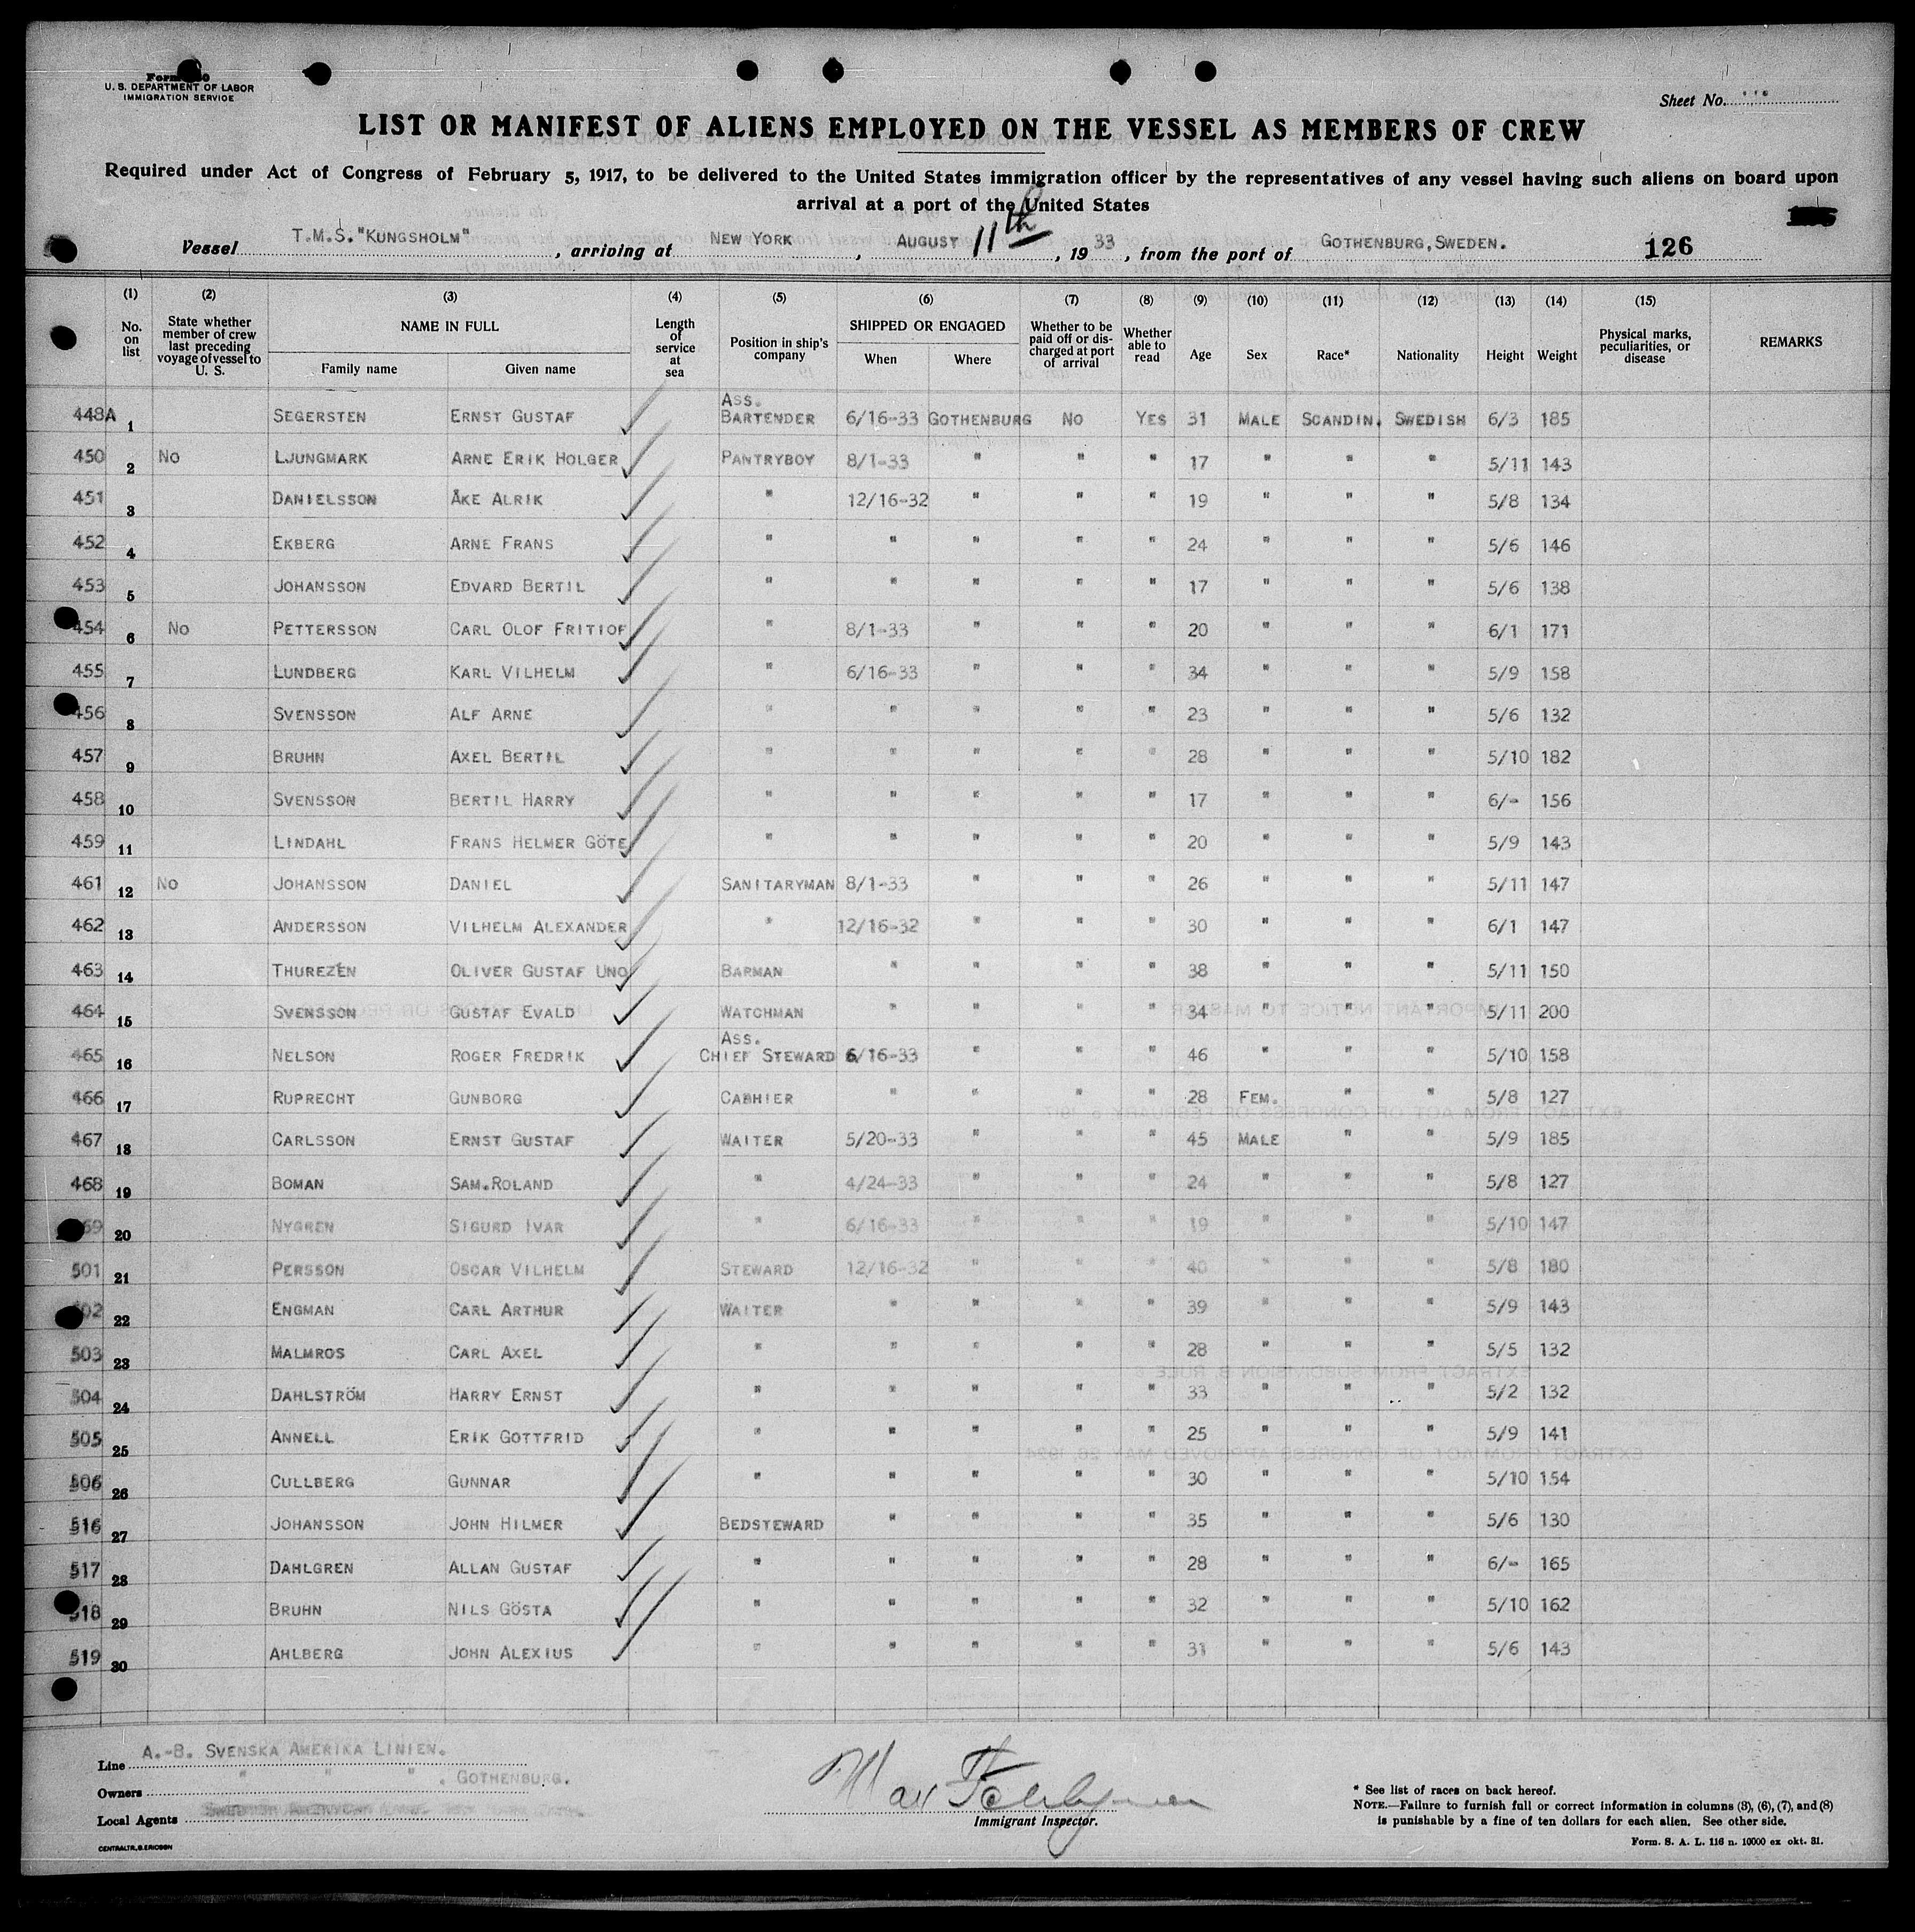 Form
U. S. DEPARTMENT OF LABOR
IMMIGRATION SERVICE
Sheet No.
LIST OR MANIFEST OF ALIENS EMPLOYED ON THE VESSEL AS MEMBERS OF CREW
Required under Act of Congress of February 5, 1917, to be delivered to the United States immigration officer by the representatives of any vessel having such aliens on board upon
arrival at a port of the United States
Vessel T.M.S. "KUNGSHOLM", arriving at NEW YORK, AUGUST 11th, 1933, from the port of GOTHENBURG, SWEDEN. 126
(1) (2) (3) (4) (5) (6) (7) (8) (9) (10) (11) (12) (13) (14) (15)
No. on list | State whether member of crew last preceding voyage of vessel to U. S. | NAME IN FULL | Length of service at sea | Position in ship's company | SHIPPED OR ENGAGED | Whether to be paid off or discharged at port of arrival | Whether able to read | Age | Sex | Race* | Nationality | Height | Weight | Physical marks, peculiarities, or disease | REMARKS
Family name | Given name | When | Where
448A 1 SEGERSTEN ERNST GUSTAF ASS. BARTENDER 6/16-33 GOTHENBURG NO YES 31 MALE SCANDIN. SWEDISH 6/3 185
450 2 NO LJUNGMARK ARNE ERIK HOLGER PANTRYBOY 8/1-33 " " " 17 " " " 5/11 143
451 3 DANIELSSON ÅKE ALRIK " 12/16-32 " " " 19 " " " 5/8 134
452 4 EKBERG ARNE FRANS " " " " " 24 " " " 5/6 146
453 5 JOHANSSON EDVARD BERTIL " " " " " 17 " " " 5/6 138
454 6 NO PETTERSSON CARL OLOF FRITIOF " 8/1-33 " " " 20 " " " 6/1 171
455 7 LUNDBERG KARL VILHELM " 6/16-33 " " " 34 " " " 5/9 158
456 8 SVENSSON ALF ARNE " " " " " 23 " " " 5/6 132
457 9 BRUHN AXEL BERTIL " " " " " 28 " " " 5/10 182
458 10 SVENSSON BERTIL HARRY " " " " " 17 " " " 6/- 156
459 11 LINDAHL FRANS HELMER GÖTE " " " " " 20 " " " 5/9 143
461 12 NO JOHANSSON DANIEL SANITARYMAN 8/1-33 " " " 26 " " " 5/11 147
462 13 ANDERSSON VILHELM ALEXANDER " 12/16-32 " " " 30 " " " 6/1 147
463 14 THUREZEN OLIVER GUSTAF UNO BARMAN " " " " 38 " " " 5/11 150
464 15 SVENSSON GUSTAF EVALD WATCHMAN " " " " 34 " " " 5/11 200
465 16 NELSON ROGER FREDRIK ASS. CHIEF STEWARD 6/16-33 " " " 46 " " " 5/10 158
466 17 RUPRECHT GUNBORG CASHIER " " " " 28 FEM. " " 5/8 127
467 18 CARLSSON ERNST GUSTAF WAITER 5/20-33 " " " 45 MALE " " 5/9 185
468 19 BOMAN SAM.ROLAND " 4/24-33 " " " 24 " " " 5/8 127
69 20 NYGREN SIGURD IVAR " 6/16-33 " " " 19 " " " 5/10 147
501 21 PERSSON OSCAR VILHELM STEWARD 12/16-32 " " " 40 " " " 5/8 180
502 22 ENGMAN CARL ARTHUR WAITER " " " " 39 " " " 5/9 143
503 23 MALMROS CARL AXEL " " " " " 28 " " " 5/5 132
504 24 DAHLSTRÖM HARRY ERNST " " " " " 33 " " " 5/2 132
505 25 ANNELL ERIK GOTTFRID " " " " " 25 " " " 5/9 141
506 26 CULLBERG GUNNAR " " " " " 30 " " " 5/10 154
516 27 JOHANSSON JOHN HILMER BEDSTEWARD " " " " 35 " " " 5/6 130
517 28 DAHLGREN ALLAN GUSTAF " " " " " 28 " " " 6/- 165
518 29 BRUHN NILS GÖSTA " " " " " 32 " " " 5/10 162
519 30 AHLBERG JOHN ALEXIUS " " " " " 31 " " " 5/6 143
Line A.-B. SVENSKA AMERIKA LINIEN.
Owners " " " . GOTHENBURG.
Local Agents
Immigrant Inspector.
* See list of races on back hereof.
NOTE.—Failure to furnish full or correct information in columns (3), (6), (7), and (8)
is punishable by a fine of ten dollars for each alien. See other side.
CENTRALTR., G. ERICSON
Form. S. A. L. 116 n. 10000 ex okt. 31.